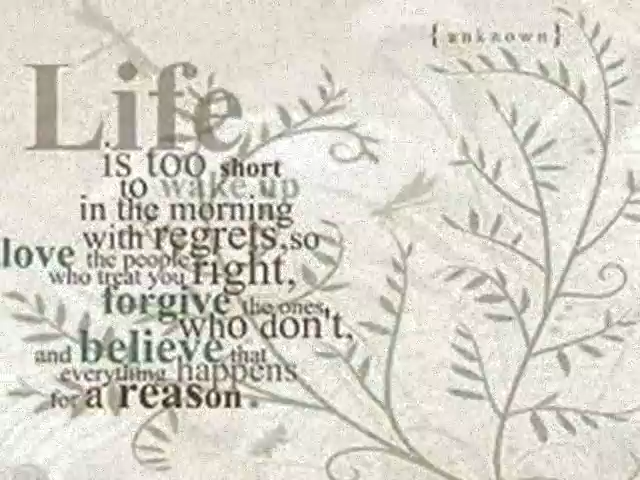 {unknown}
Life
is too short
to wake up
in the morning
with regrets.so
love the people
who treat you right,
forgive the ones,
who don't,
and believe that
everything happens
for a reason.